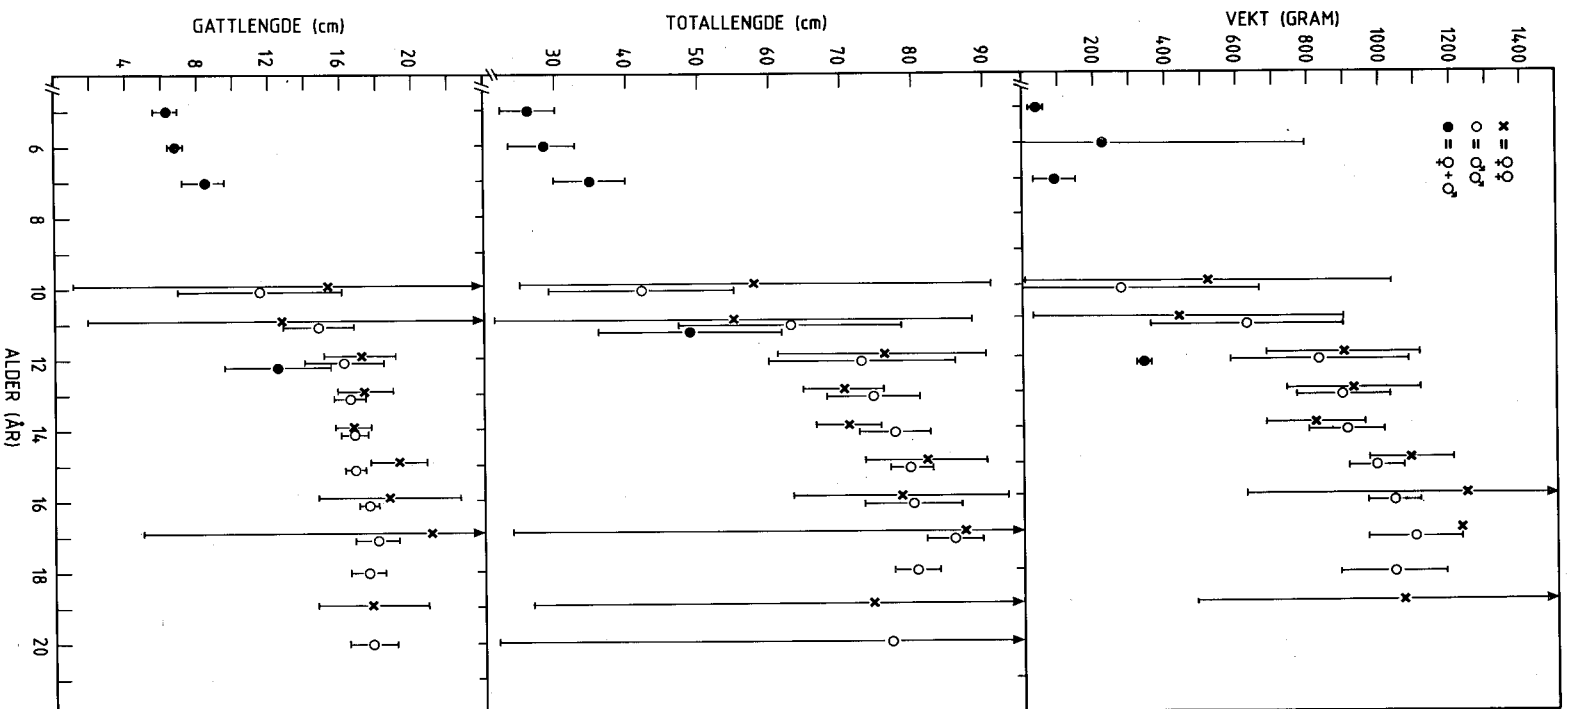 GATTLENGDE (cm)
TOTALLENGDE (cm)
VEKT (GRAM)
4 8 12 16 20
30 40 50 60 70 80 90
200 400 600 800 1000 1200 1400
× = ♀♀
○ = ♂♂
● = ♀+♂
6
8
10
12
14
16
18
20
ALDER (ÅR)